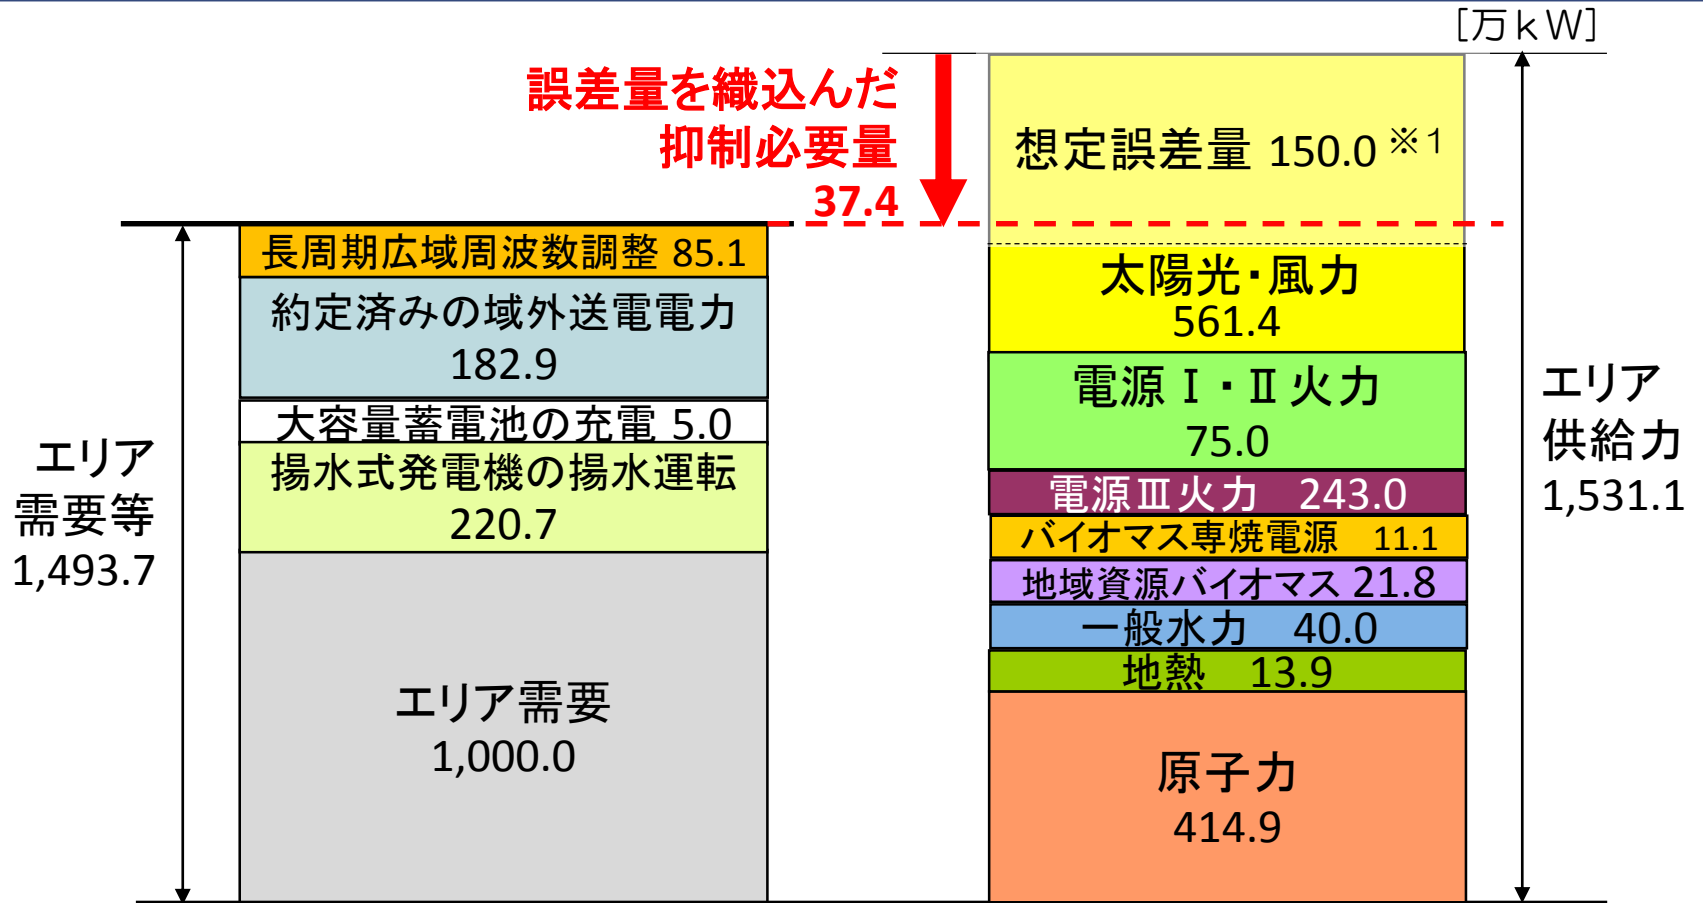 [万kW]
誤差量を織込んだ
抑制必要量
37.4
長周期広域周波数調整 85.1
約定済みの域外送電電力
182.9
大容量蓄電池の充電 5.0
揚水式発電機の揚水運転
220.7
エリア需要
1,000.0
エリア
需要等
1,493.7
想定誤差量 150.0 ※1
太陽光・風力
561.4
電源Ⅰ・Ⅱ火力
75.0
電源Ⅲ火力 243.0
バイオマス専焼電源 11.1
地域資源バイオマス 21.8
一般水力 40.0
地熱 13.9
原子力
414.9
エリア
供給力
1,531.1